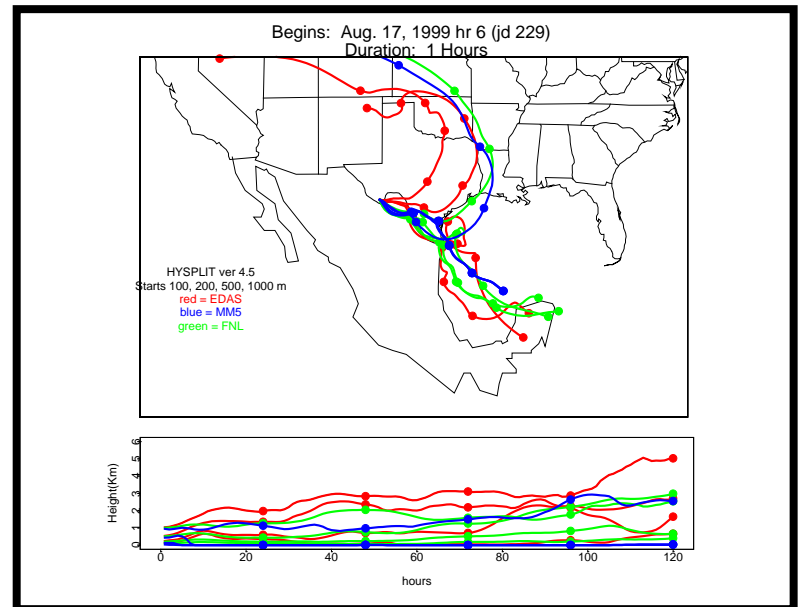 Begins: Aug. 17, 1999 hr 6 (jd 229)
Duration: 1 Hours
HYSPLIT ver 4.5
Starts 100, 200, 500, 1000 m
red = EDAS
blue = MM5
green = FNL
Height(Km)
6
5
4
3
2
1
0
0 20 40 60 80 100 120
hours